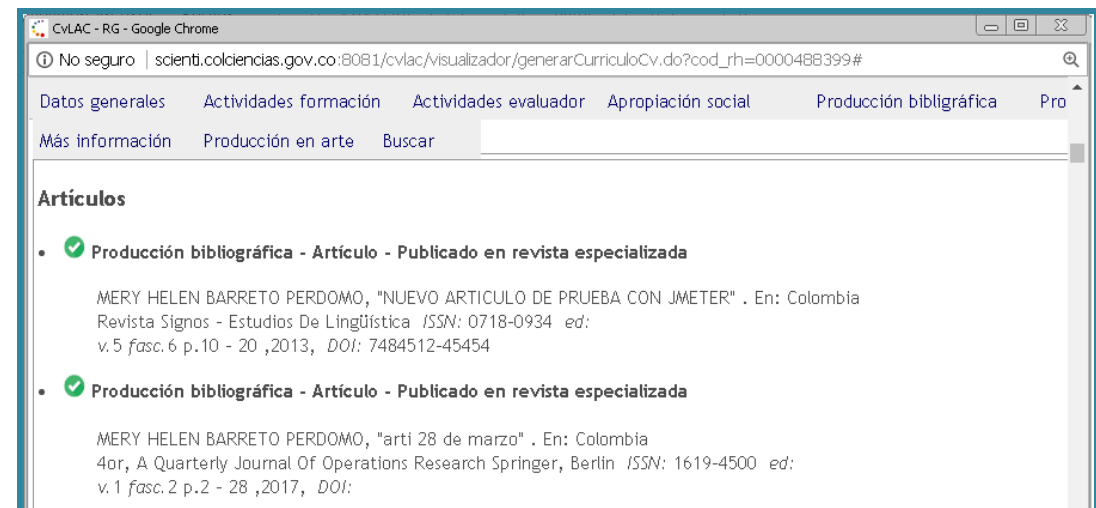 CvLAC - RG - Google Chrome
No seguro | scienti.colciencias.gov.co:8081/cvlac/visualizador/generarCurriculoCv.do?cod_rh=0000488399#
Datos generales Actividades formación Actividades evaluador Apropiación social Producción bibligráfica Pro
Más información Producción en arte Buscar
Artículos
• Producción bibliográfica - Artículo - Publicado en revista especializada
MERY HELEN BARRETO PERDOMO, "NUEVO ARTICULO DE PRUEBA CON JMETER" . En: Colombia
Revista Signos - Estudios De Lingüística ISSN: 0718-0934 ed:
v.5 fasc.6 p.10 - 20 ,2013, DOI: 7484512-45454
• Producción bibliográfica - Artículo - Publicado en revista especializada
MERY HELEN BARRETO PERDOMO, "arti 28 de marzo" . En: Colombia
4or, A Quarterly Journal Of Operations Research Springer, Berlin ISSN: 1619-4500 ed:
v.1 fasc.2 p.2 - 28 ,2017, DOI: